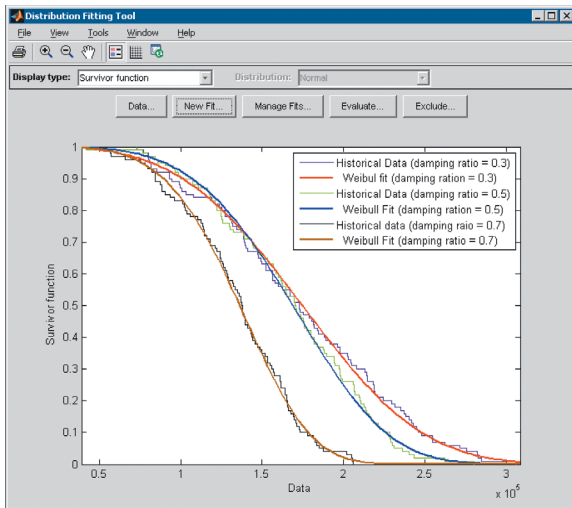 Distribution Fitting Tool
File View Tools Window Help
Display type: Survivor function Distribution: Normal
Data... New Fit... Manage Fits... Evaluate... Exclude...
Historical Data (damping ratio = 0.3)
Weibul fit (damping ration = 0.3)
Historical Data (damping ratio = 0.5)
Weibull Fit (damping ration = 0.5)
Historical data (damping raio = 0.7)
Weibull Fit (damping ratio = 0.7)
Survivor function
1
0.9
0.8
0.7
0.6
0.5
0.4
0.3
0.2
0.1
0
0.5 1 1.5 2 2.5 3
Data
x 10^5